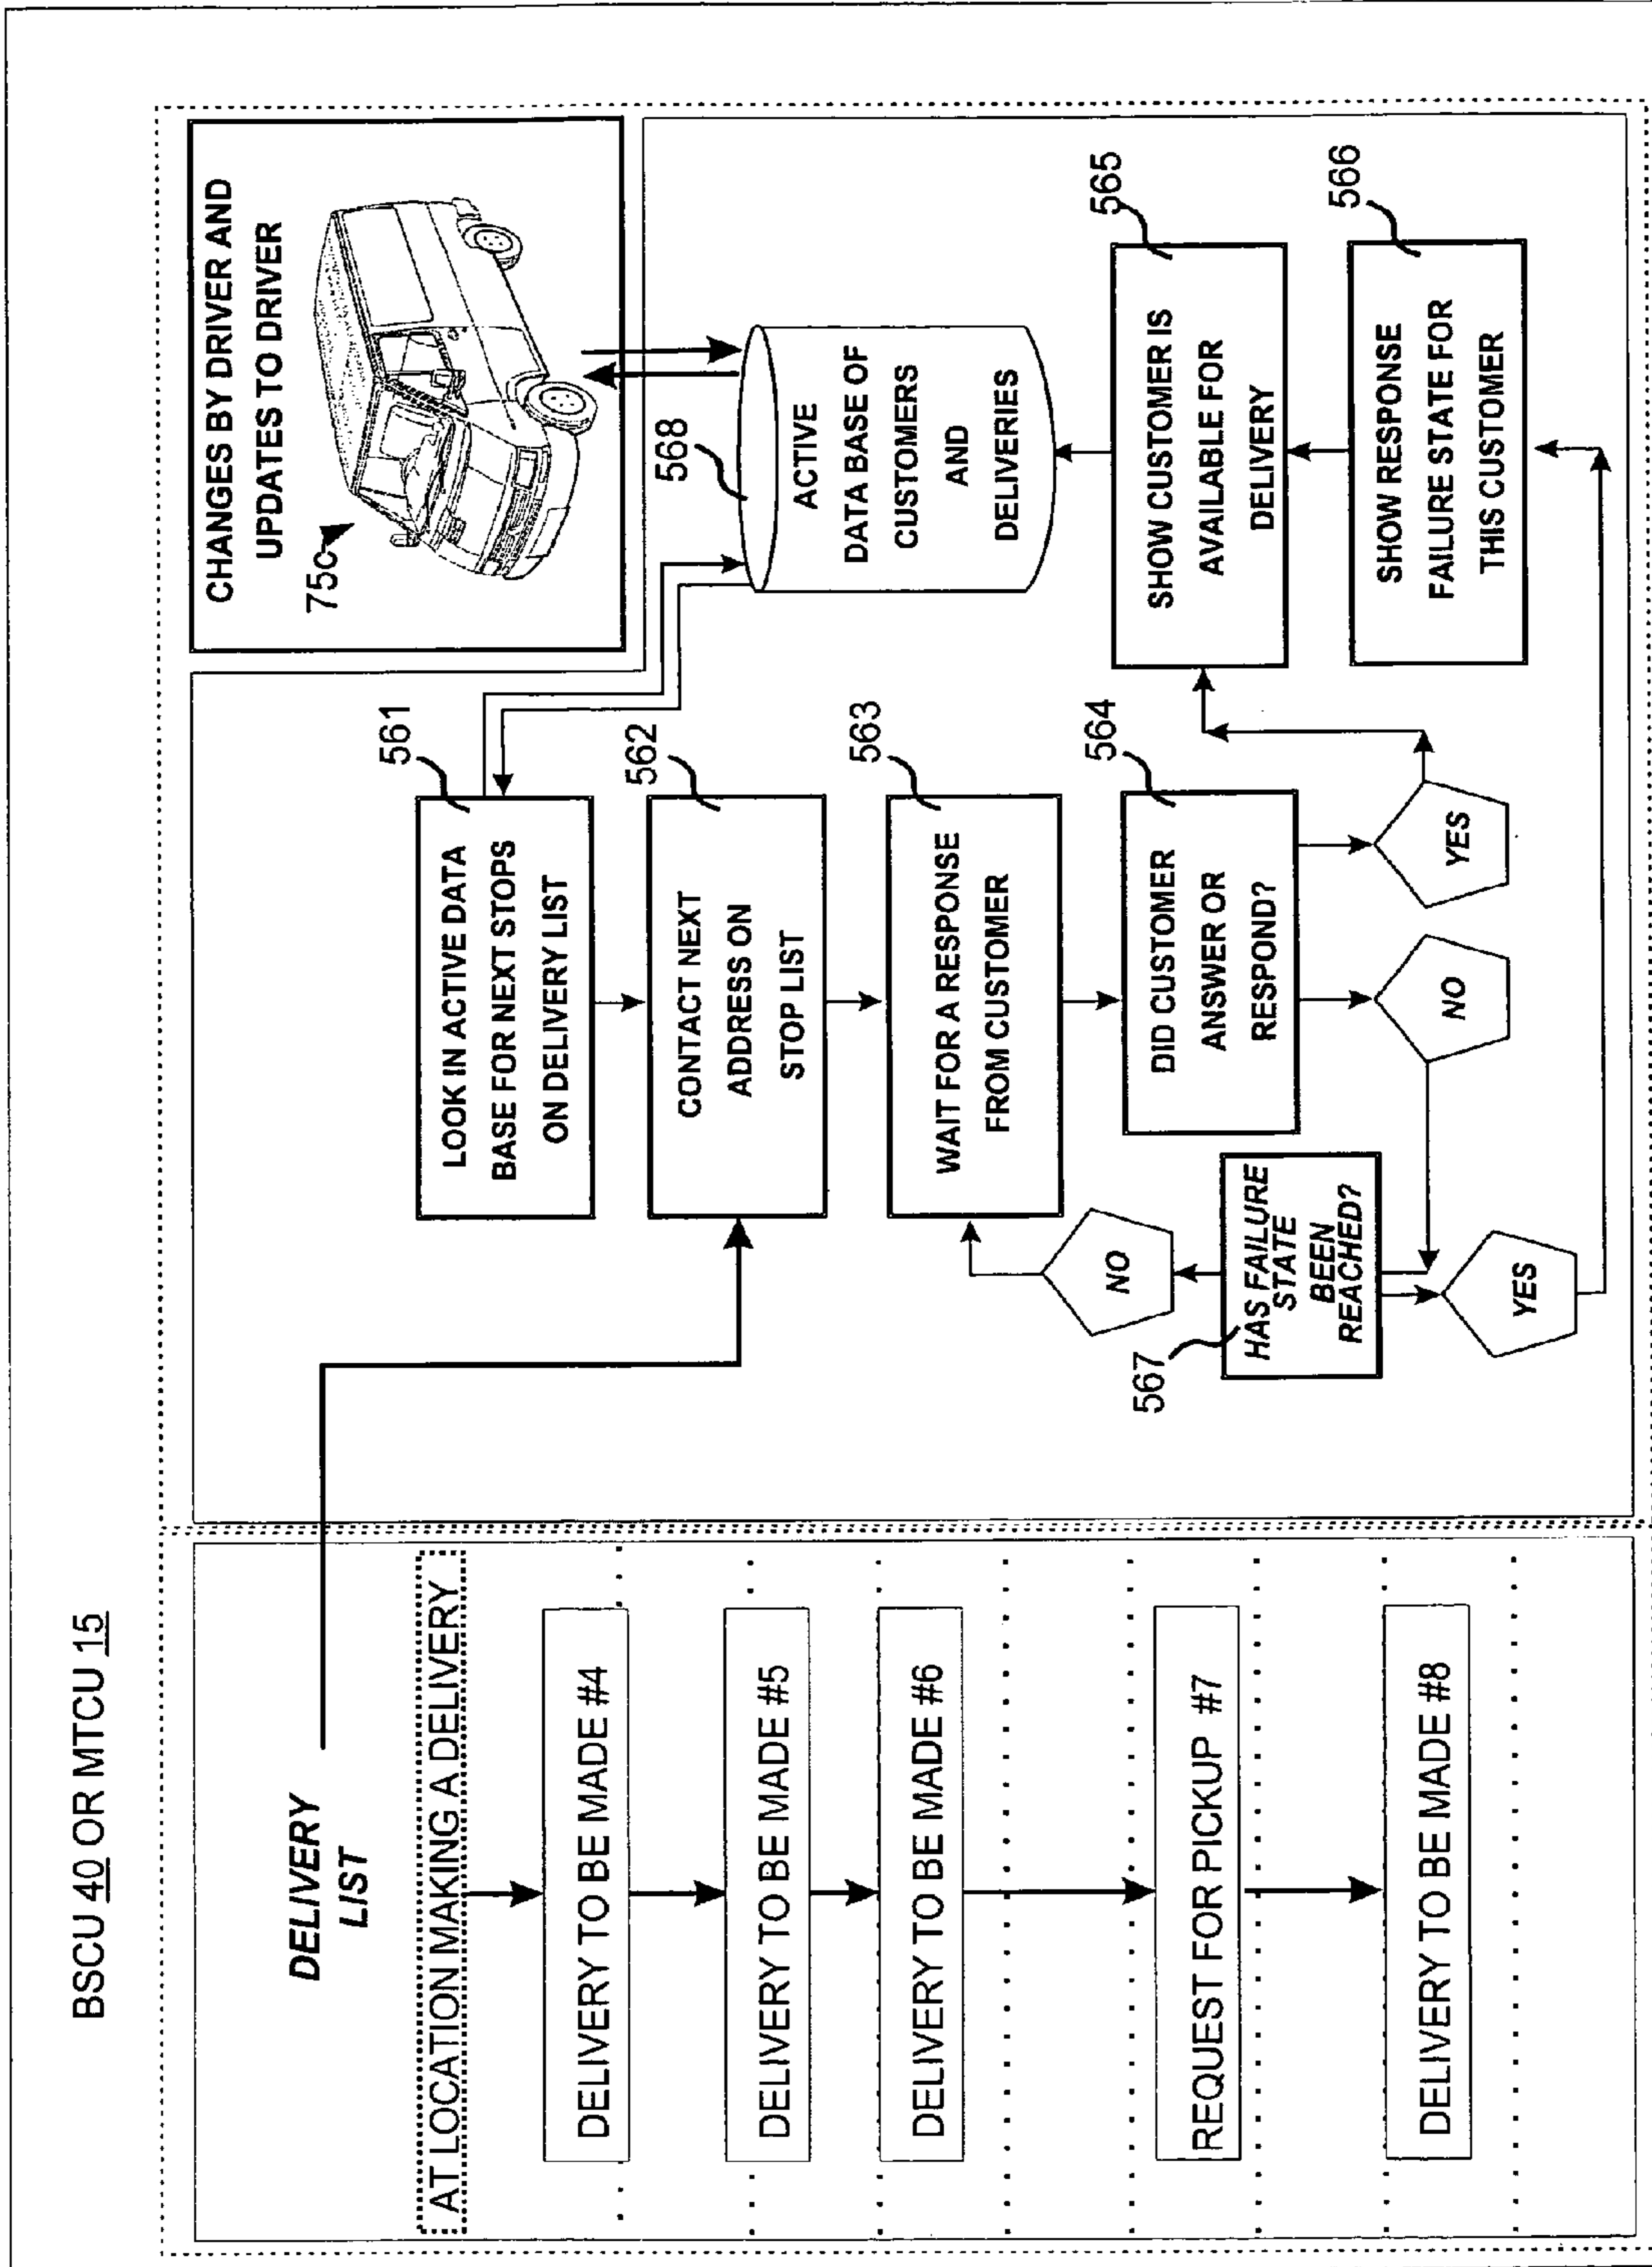 BSCU 40 OR MTCU 15
DELIVERY
LIST
AT LOCATION MAKING A DELIVERY
DELIVERY TO BE MADE #4
DELIVERY TO BE MADE #5
DELIVERY TO BE MADE #6
REQUEST FOR PICKUP #7
DELIVERY TO BE MADE #8
561
LOOK IN ACTIVE DATA
BASE FOR NEXT STOPS
ON DELIVERY LIST
562
CONTACT NEXT
ADDRESS ON
STOP LIST
563
WAIT FOR A RESPONSE
FROM CUSTOMER
564
DID CUSTOMER
ANSWER OR
RESPOND?
NO
567
HAS FAILURE
STATE
BEEN
REACHED?
YES
NO
YES
CHANGES BY DRIVER AND
UPDATES TO DRIVER
75c
568
ACTIVE
DATA BASE OF
CUSTOMERS
AND
DELIVERIES
565
SHOW CUSTOMER IS
AVAILABLE FOR
DELIVERY
566
SHOW RESPONSE
FAILURE STATE FOR
THIS CUSTOMER